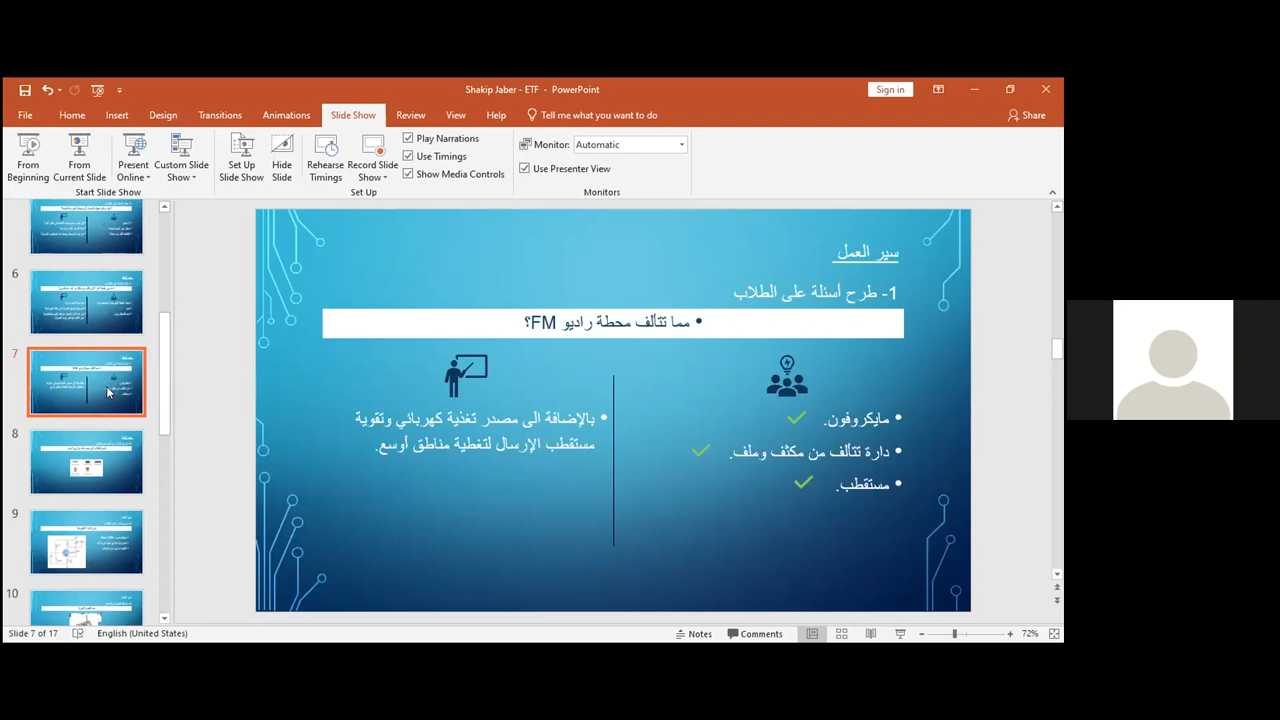 Shakip Jaber - ETF - PowerPoint
Sign in
File Home Insert Design Transitions Animations Slide Show Review View Help Tell me what you want to do Share
From Beginning
From Current Slide
Present Online
Custom Slide Show
Set Up Slide Show
Hide Slide
Rehearse Timings
Record Slide Show
Play Narrations
Use Timings
Show Media Controls
Monitor: Automatic
Use Presenter View
Start Slide Show
Set Up
Monitors
6
7
8
9
10
سير العمل
1- طرح أسئلة على الطلاب
• مما تتألف محطة راديو FM؟
• مايكروفون.
• دارة تتألف من مكثف وملف.
• مستقطب.
• بالإضافة الى مصدر تغذية كهربائي وتقوية
مستقطب الإرسال لتغطية مناطق أوسع.
Slide 7 of 17 English (United States) Notes Comments 72%